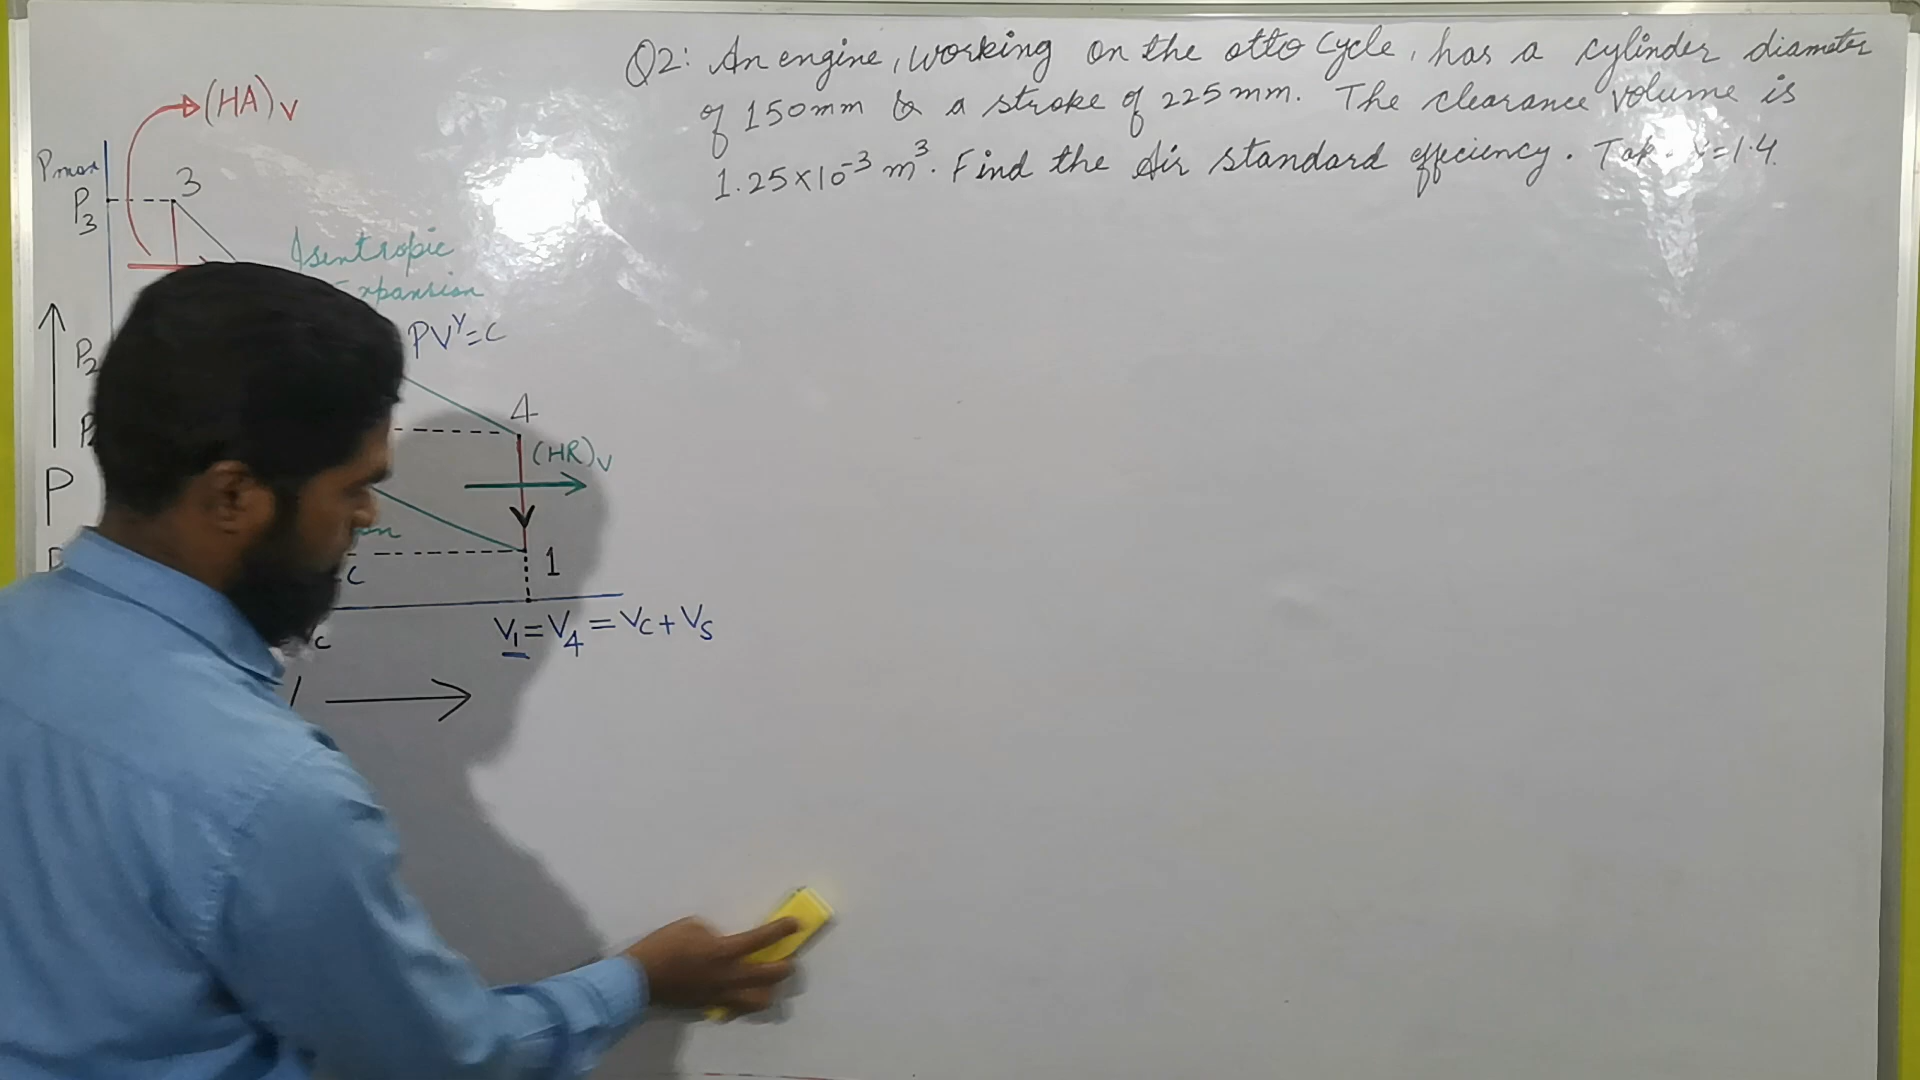 Q2: An engine, working on the otto cycle, has a cylinder diameter
of 150mm & a stroke of 225mm. The clearance volume is
1.25×10⁻³ m³. Find the Air standard efficiency. =1.4.
(HA)v
Pmax
P3
3
Isentropic
Expansion
PVᵞ=C
P2
4
(HR)v
P
1
c
V1=V4=Vc+Vs
c